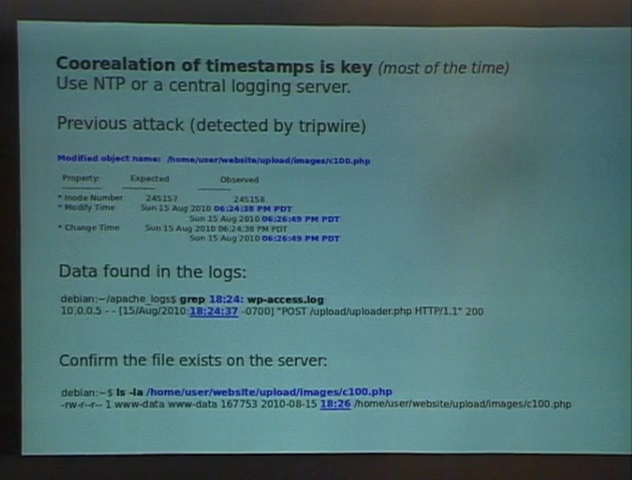 Coorealation of timestamps is key (most of the time)
Use NTP or a central logging server.
Previous attack (detected by tripwire)
Modified object name: /home/user/website/upload/images/c100.php
Property: Expected Observed
* Inode Number 245157 245158
* Modify Time Sun 15 Aug 2010 06:24:38 PM PDT
Sun 15 Aug 2010 06:26:49 PM PDT
* Change Time Sun 15 Aug 2010 06:24:38 PM PDT
Sun 15 Aug 2010 06:26:49 PM PDT
Data found in the logs:
debian:~/apache_logs$ grep 18:24: wp-access.log
10.0.0.5 - - [15/Aug/2010:18:24:37 -0700] "POST /upload/uploader.php HTTP/1.1" 200
Confirm the file exists on the server:
debian:~$ ls -la /home/user/website/upload/images/c100.php
-rw-r--r-- 1 www-data www-data 167753 2010-08-15 18:26 /home/user/website/upload/images/c100.php